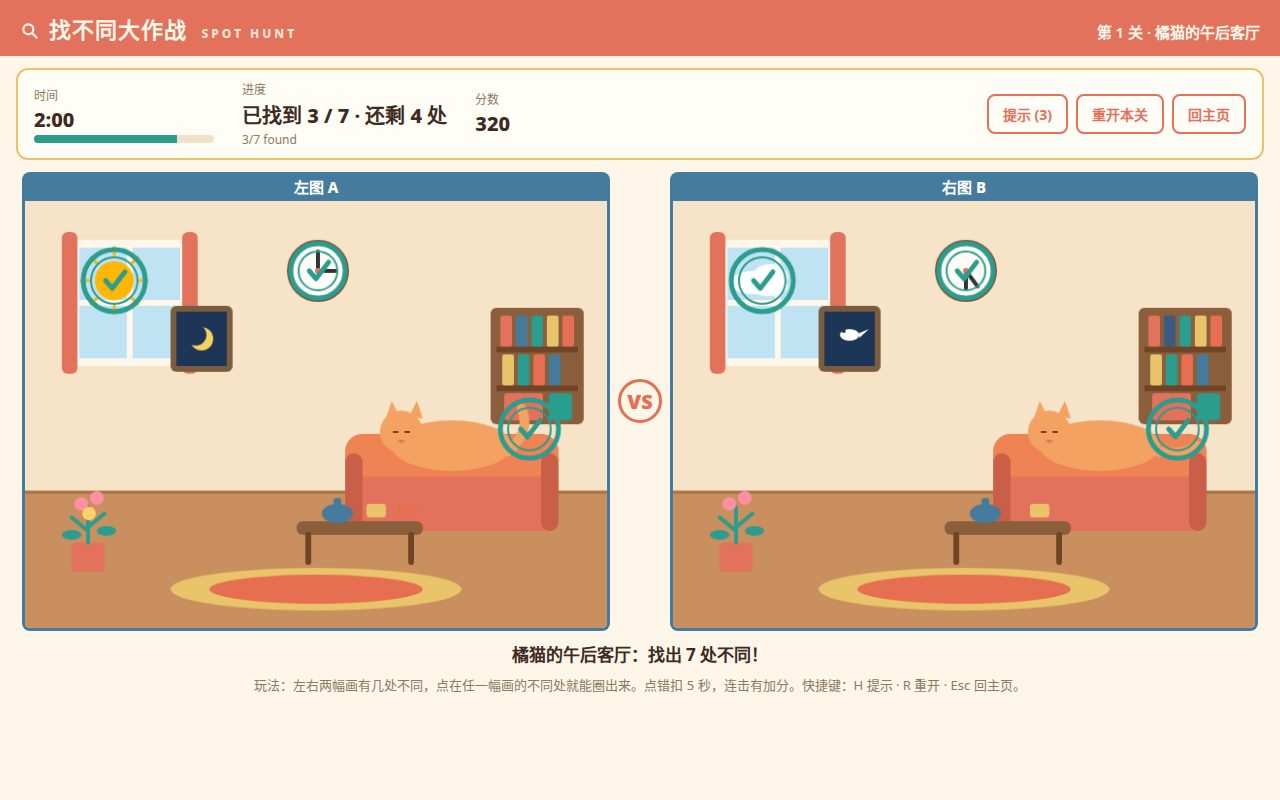 找不同大作战 SPOT HUNT
第 1 关 · 橘猫的午后客厅
时间
2:00
进度
已找到 3 / 7 · 还剩 4 处
3/7 found
分数
320
提示 (3)
重开本关
回主页
左图 A
右图 B
VS
橘猫的午后客厅：找出 7 处不同！
玩法：左右两幅画有几处不同，点在任一幅画的不同处就能圈出来。点错扣 5 秒，连击有加分。快捷键：H 提示 · R 重开 · Esc 回主页。